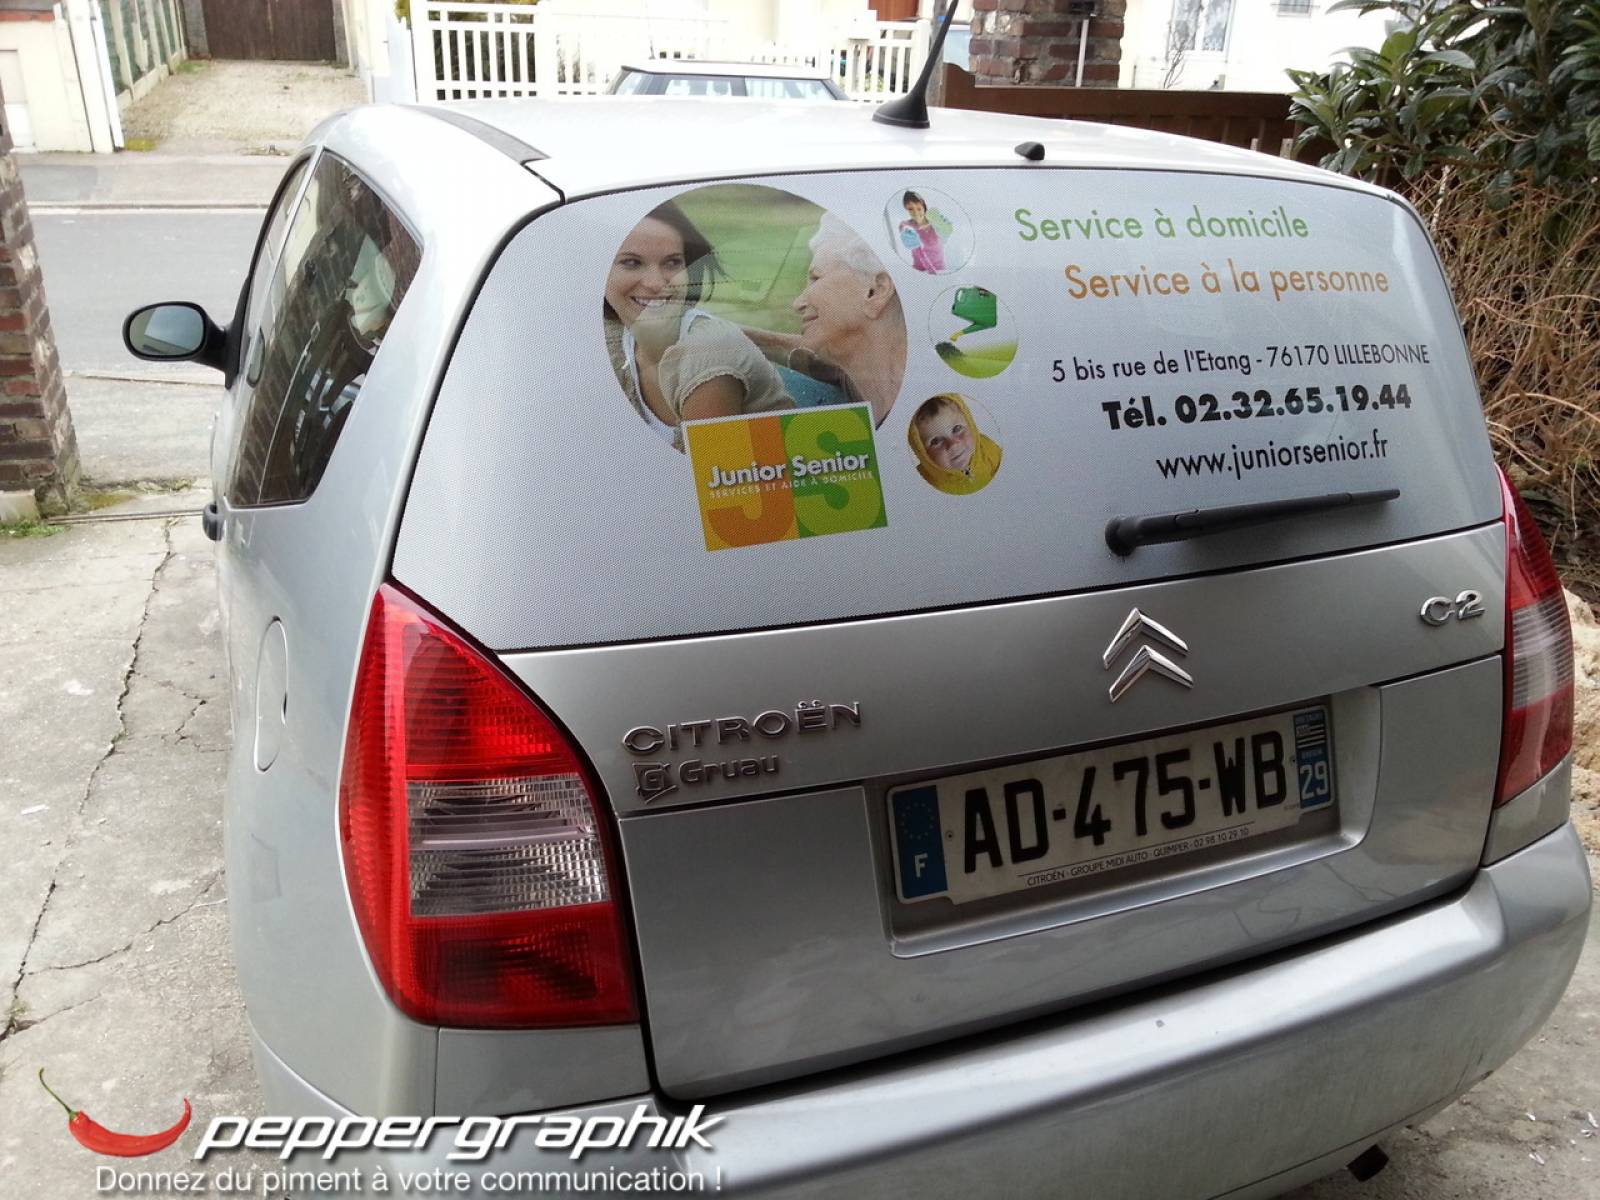 Service à domicile
Service à la personne
5 bis rue de l'Etang - 76170 LILLEBONNE
Tél. 02.32.65.19.44
www.juniorsenior.fr
JS
Junior Senior
SERVICES ET AIDE À DOMICILE
C2
CITROËN
G Gruau
F AD-475-WB 29
CITROËN - GROUPE MIDI AUTO - QUIMPER - 02 98 10 29 10
peppergraphik
Donnez du piment à votre communication !